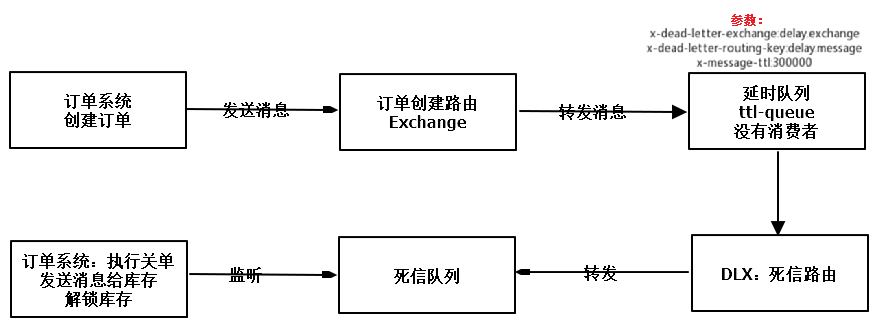 参数：
x-dead-letter-exchange:delay.exchange
x-dead-letter-routing-key:delay.message
x-message-ttl:300000
订单系统
创建订单
发送消息
订单创建路由
Exchange
转发消息
延时队列
ttl-queue
没有消费者
订单系统：执行关单
发送消息给库存
解锁库存
监听
死信队列
转发
DLX：死信路由